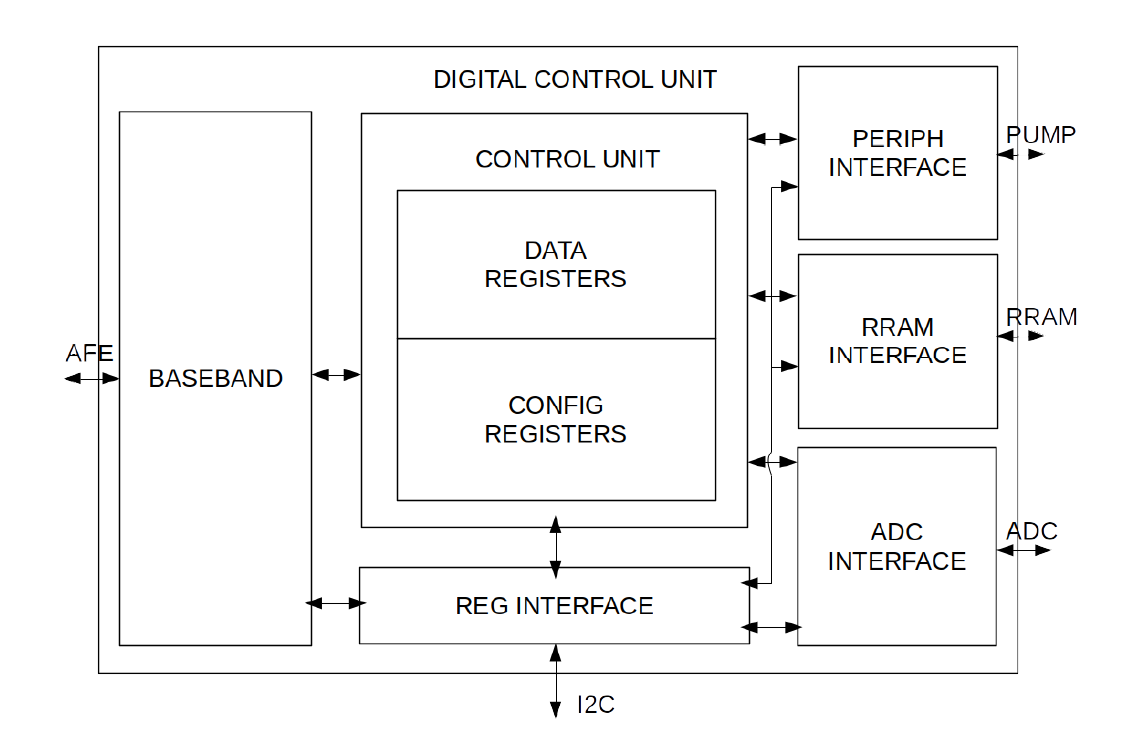 DIGITAL CONTROL UNIT
CONTROL UNIT
DATA
REGISTERS
CONFIG
REGISTERS
AFE
BASEBAND
PERIPH
INTERFACE
PUMP
RRAM
INTERFACE
RRAM
ADC
INTERFACE
ADC
REG INTERFACE
I2C